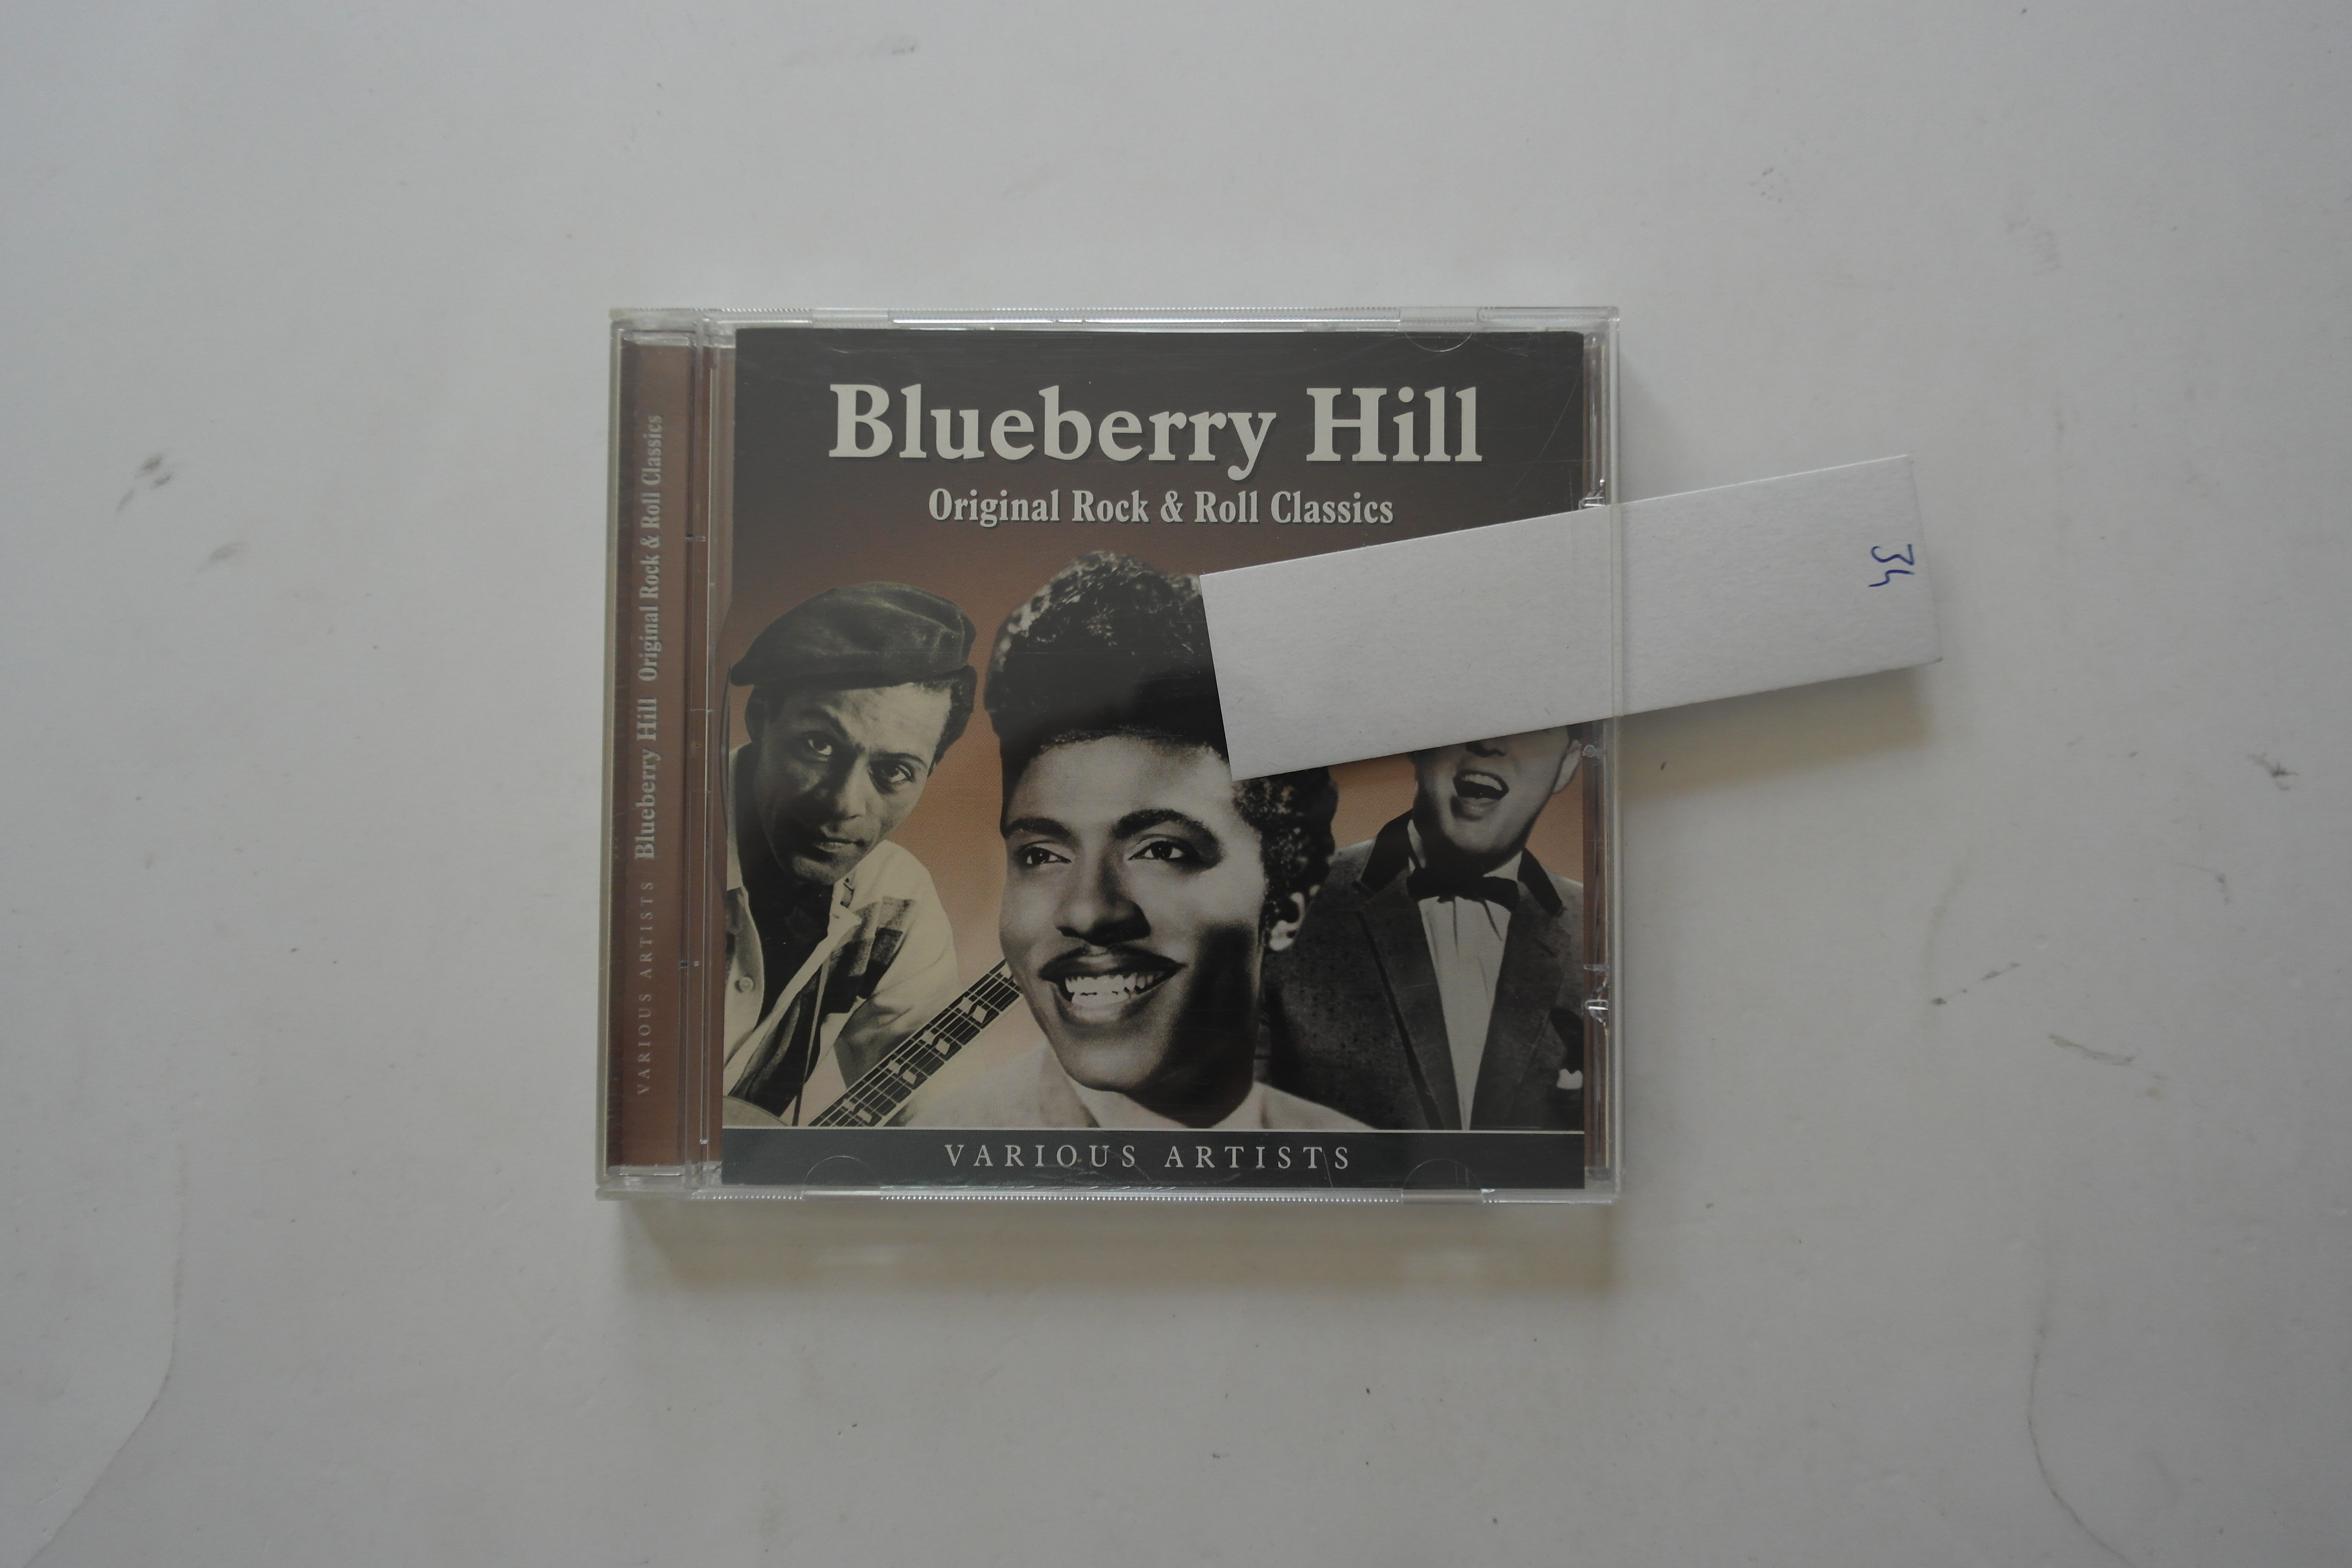 Blueberry Hill
Original Rock & Roll Classics
VARIOUS ARTISTS
VARIOUS ARTISTS Blueberry Hill Original Rock & Roll Classics
34